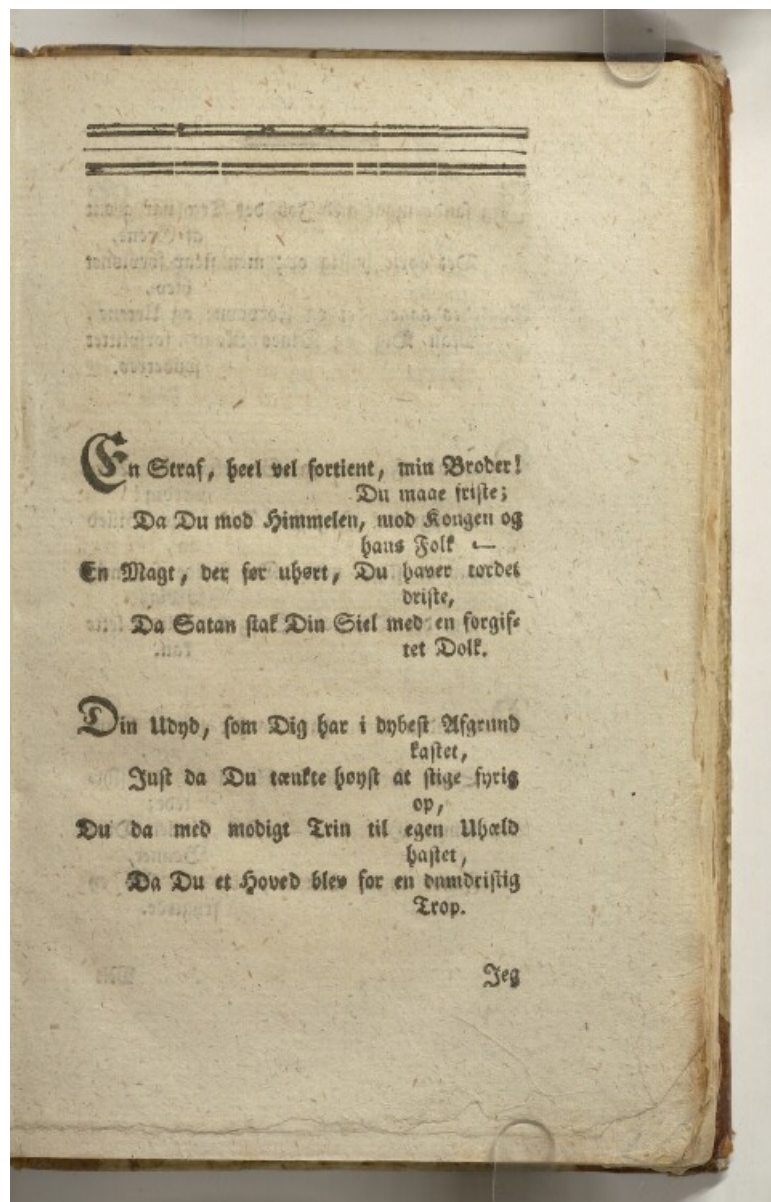 En Straf, heel vel fortient, min Broder!
Du maae friste;
Da Du mod Himmelen, mod Kongen og
hans Folk —
En Magt, der før uhørt, Du haver tordet
driste,
Da Satan stak Din Siel med en forgif⸗
tet Dolk.
Din Udyd, som Dig har i dybest Afgrund
kastet,
Just da Du tænkte høyst at stige fyrig
op,
Du da med modigt Trin til egen Uhæld
hastet,
Da Du et Hoved blev for en dumdristig
Trop.
Jeg